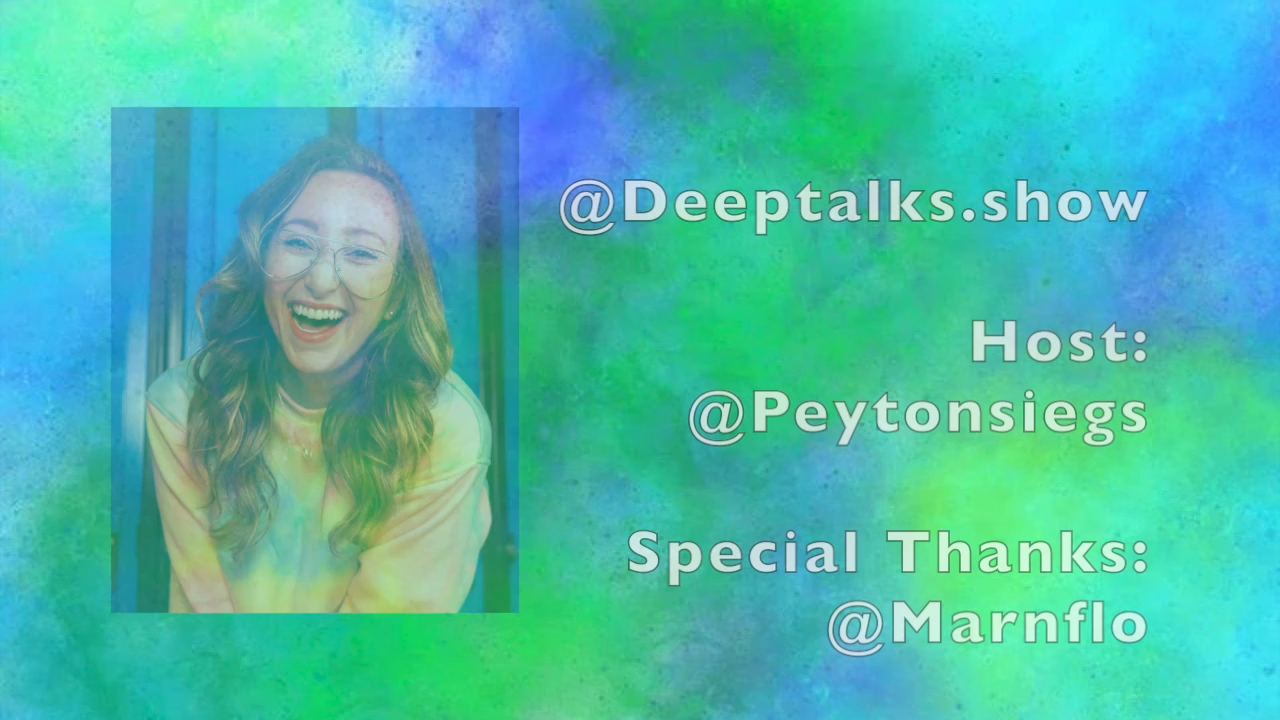 @Deeptalks.show
Host:
@Peytonsiegs
Special Thanks:
@Marnflo